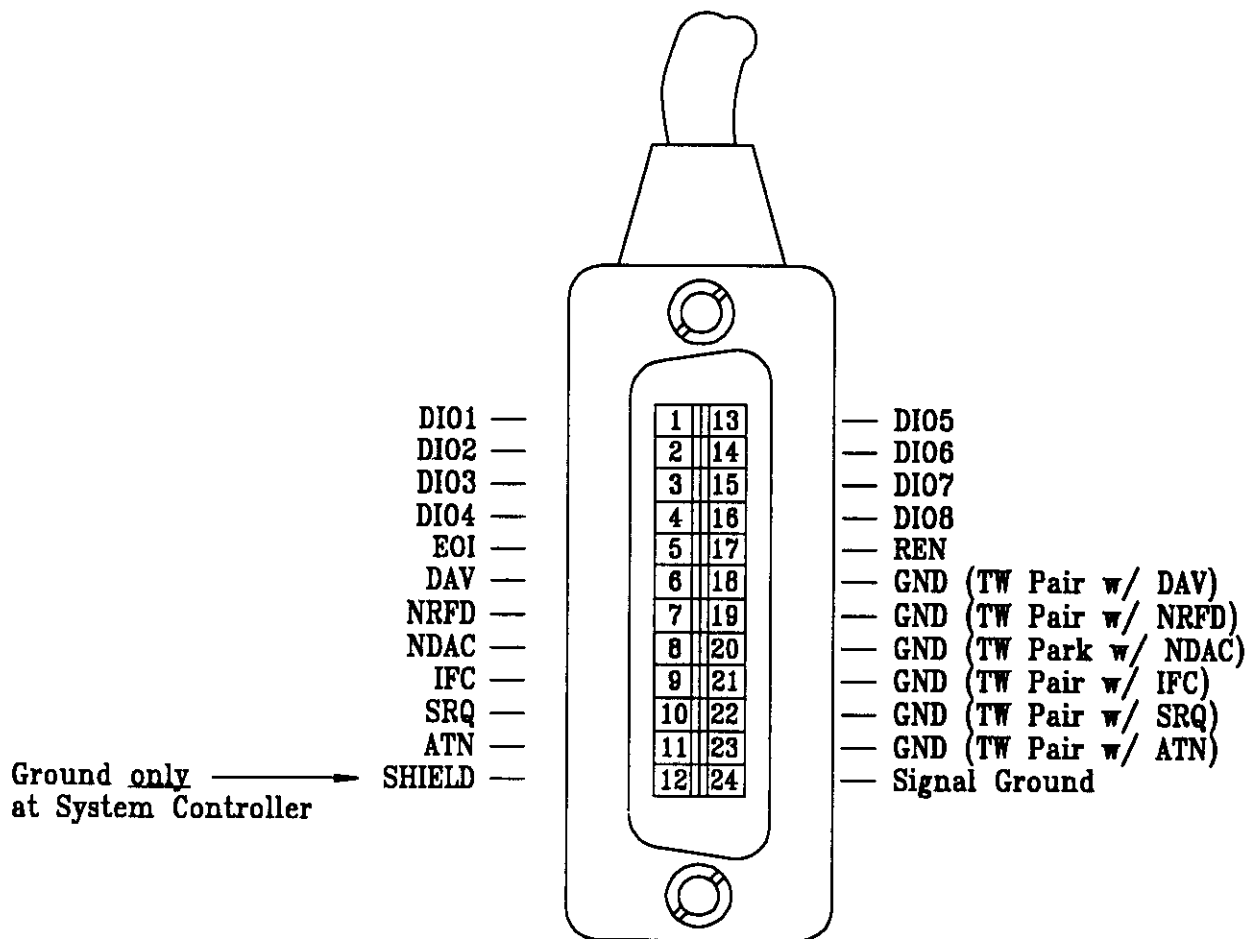 DIO1 — 1 13 — DIO5
DIO2 — 2 14 — DIO6
DIO3 — 3 15 — DIO7
DIO4 — 4 16 — DIO8
EOI — 5 17 — REN
DAV — 6 18 — GND (TW Pair w/ DAV)
NRFD — 7 19 — GND (TW Pair w/ NRFD)
NDAC — 8 20 — GND (TW Park w/ NDAC)
IFC — 9 21 — GND (TW Pair w/ IFC)
SRQ — 10 22 — GND (TW Pair w/ SRQ)
ATN — 11 23 — GND (TW Pair w/ ATN)
Ground only SHIELD — 12 24 — Signal Ground
at System Controller